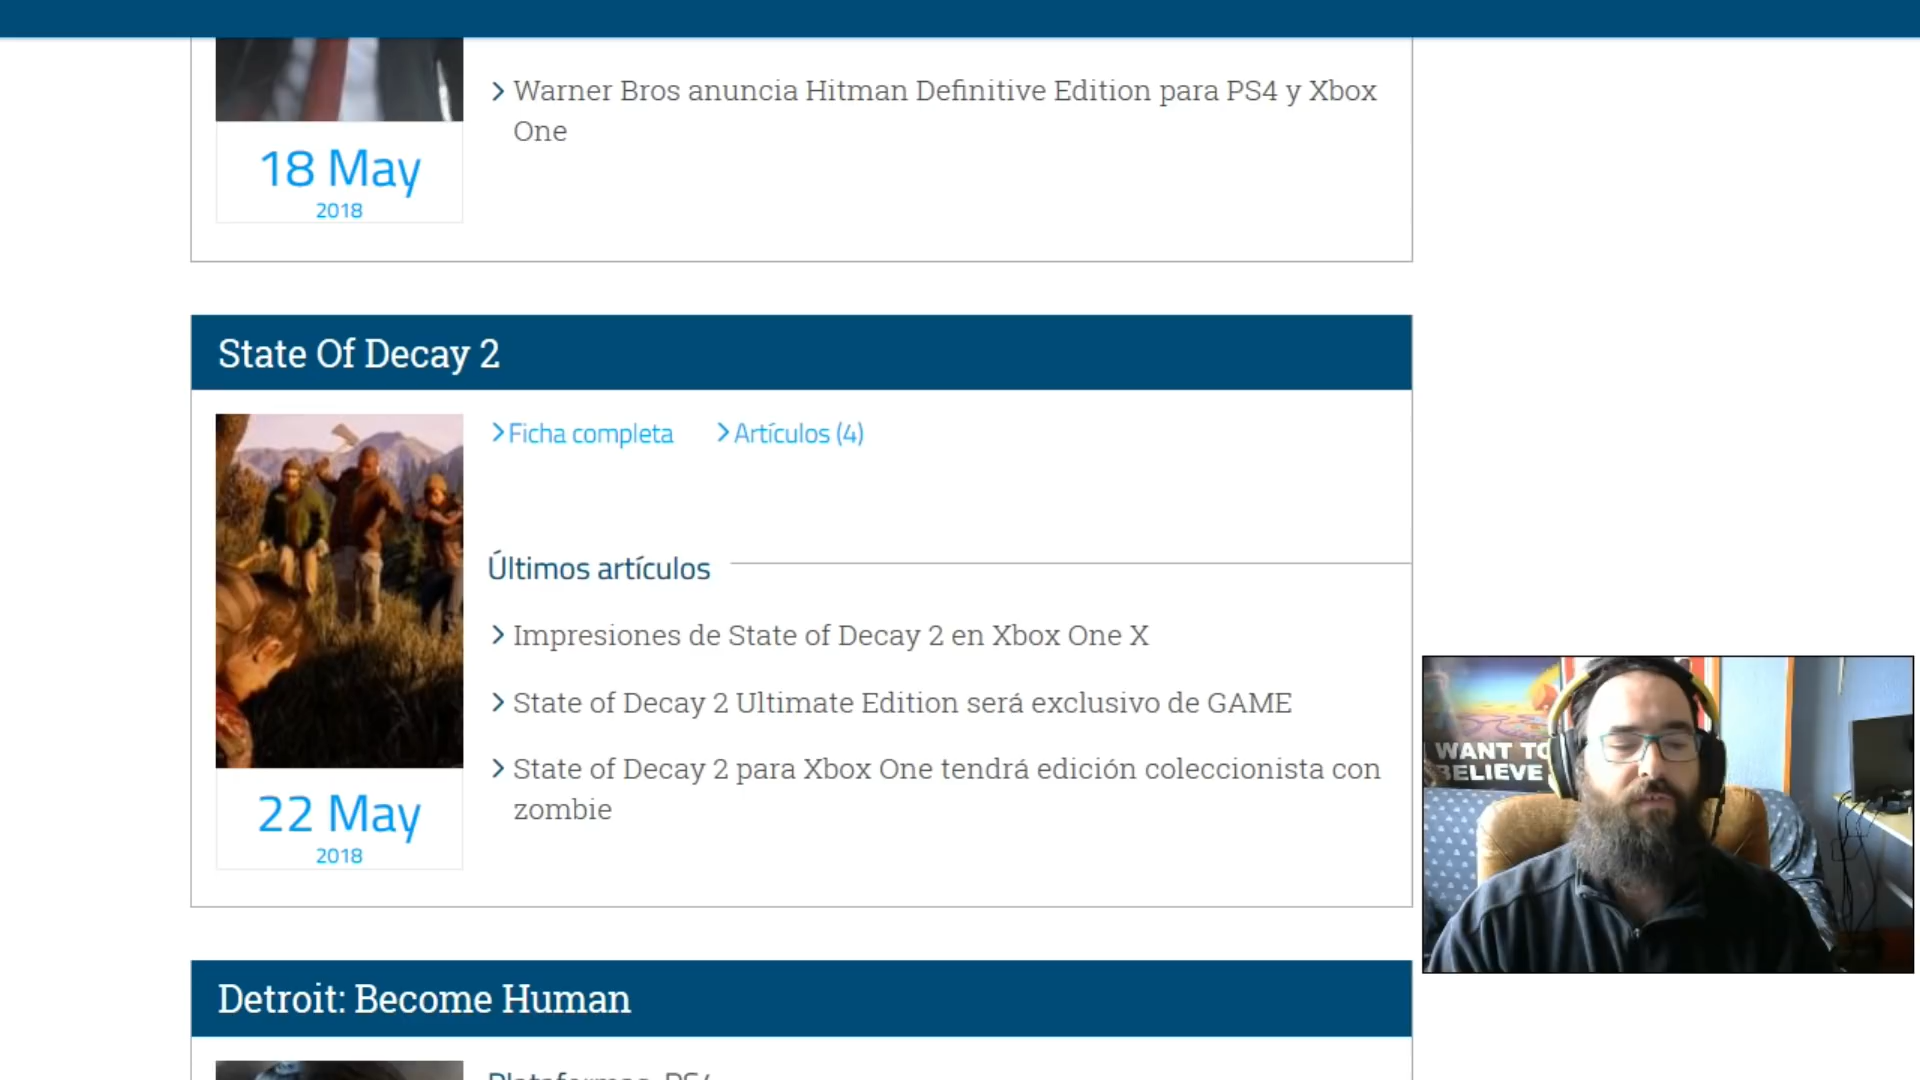 Warner Bros anuncia Hitman Definitive Edition para PS4 y Xbox
One
18 May
2018
State Of Decay 2
Ficha completa
Artículos (4)
Últimos artículos
Impresiones de State of Decay 2 en Xbox One X
State of Decay 2 Ultimate Edition será exclusivo de GAME
State of Decay 2 para Xbox One tendrá edición coleccionista con
zombie
22 May
2018
WANT TO
BELIEVE
Detroit: Become Human
Plataformas: PS4